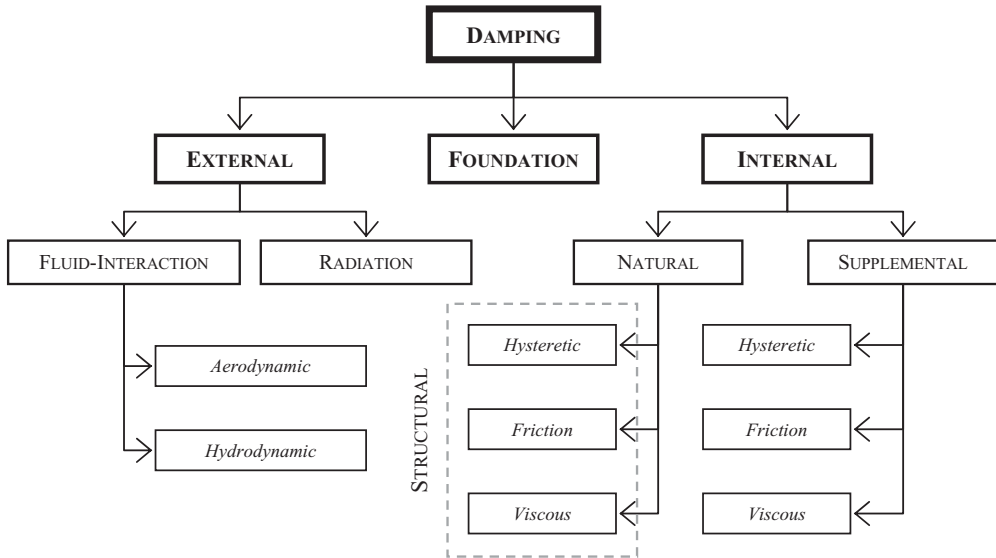 DAMPING
EXTERNAL
FOUNDATION
INTERNAL
FLUID-INTERACTION
RADIATION
NATURAL
SUPPLEMENTAL
Aerodynamic
Hydrodynamic
STRUCTURAL
Hysteretic
Friction
Viscous
Hysteretic
Friction
Viscous